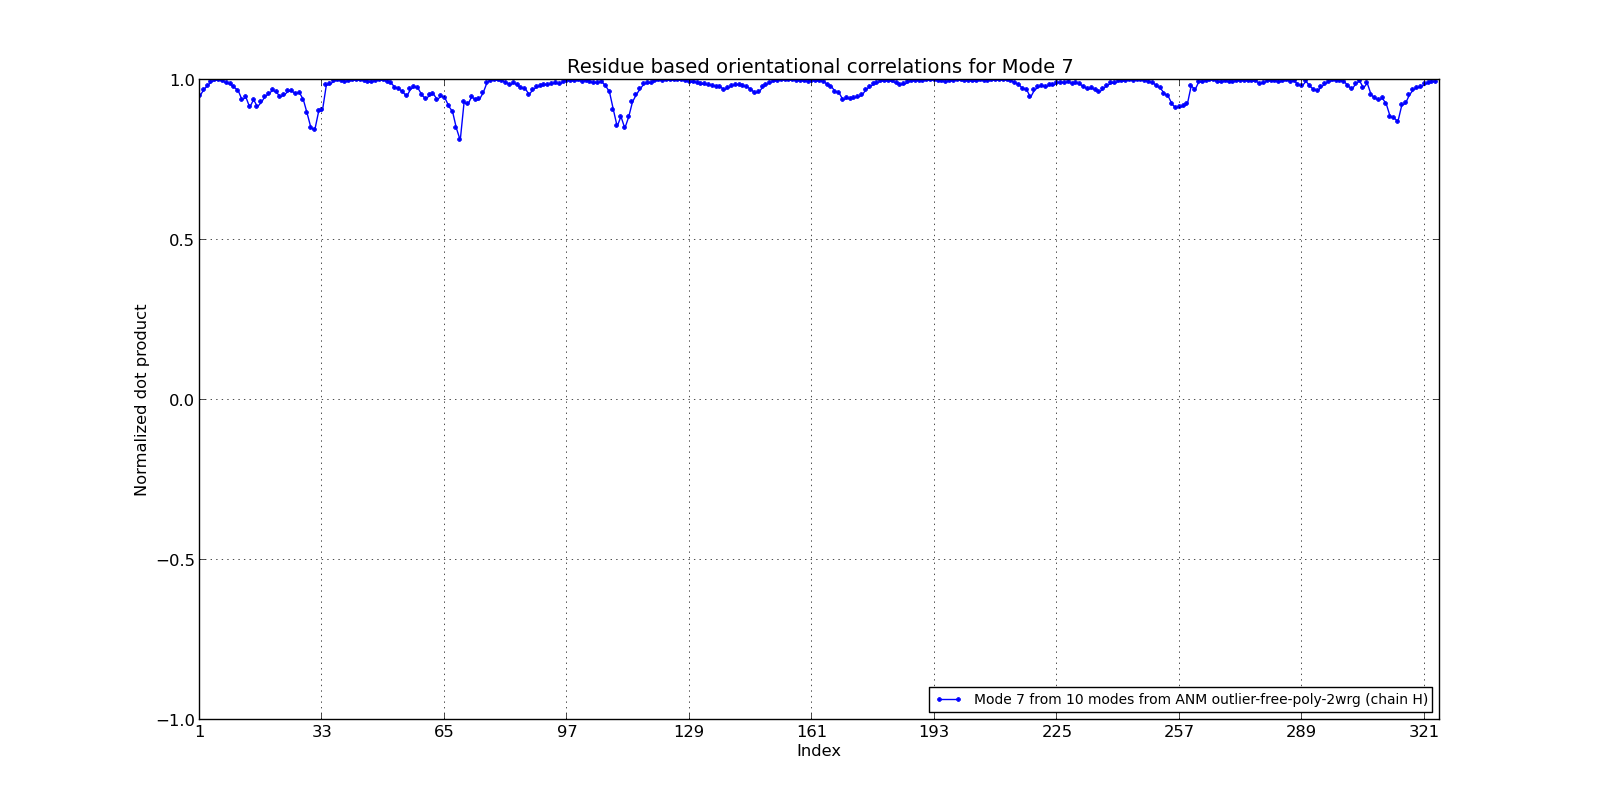 Residue based orientational correlations for Mode 7
1.0
0.5
0.0
−0.5
−1.0
Normalized dot product
Mode 7 from 10 modes from ANM outlier-free-poly-2wrg (chain H)
1 33 65 97 129 161 193 225 257 289 321
Index